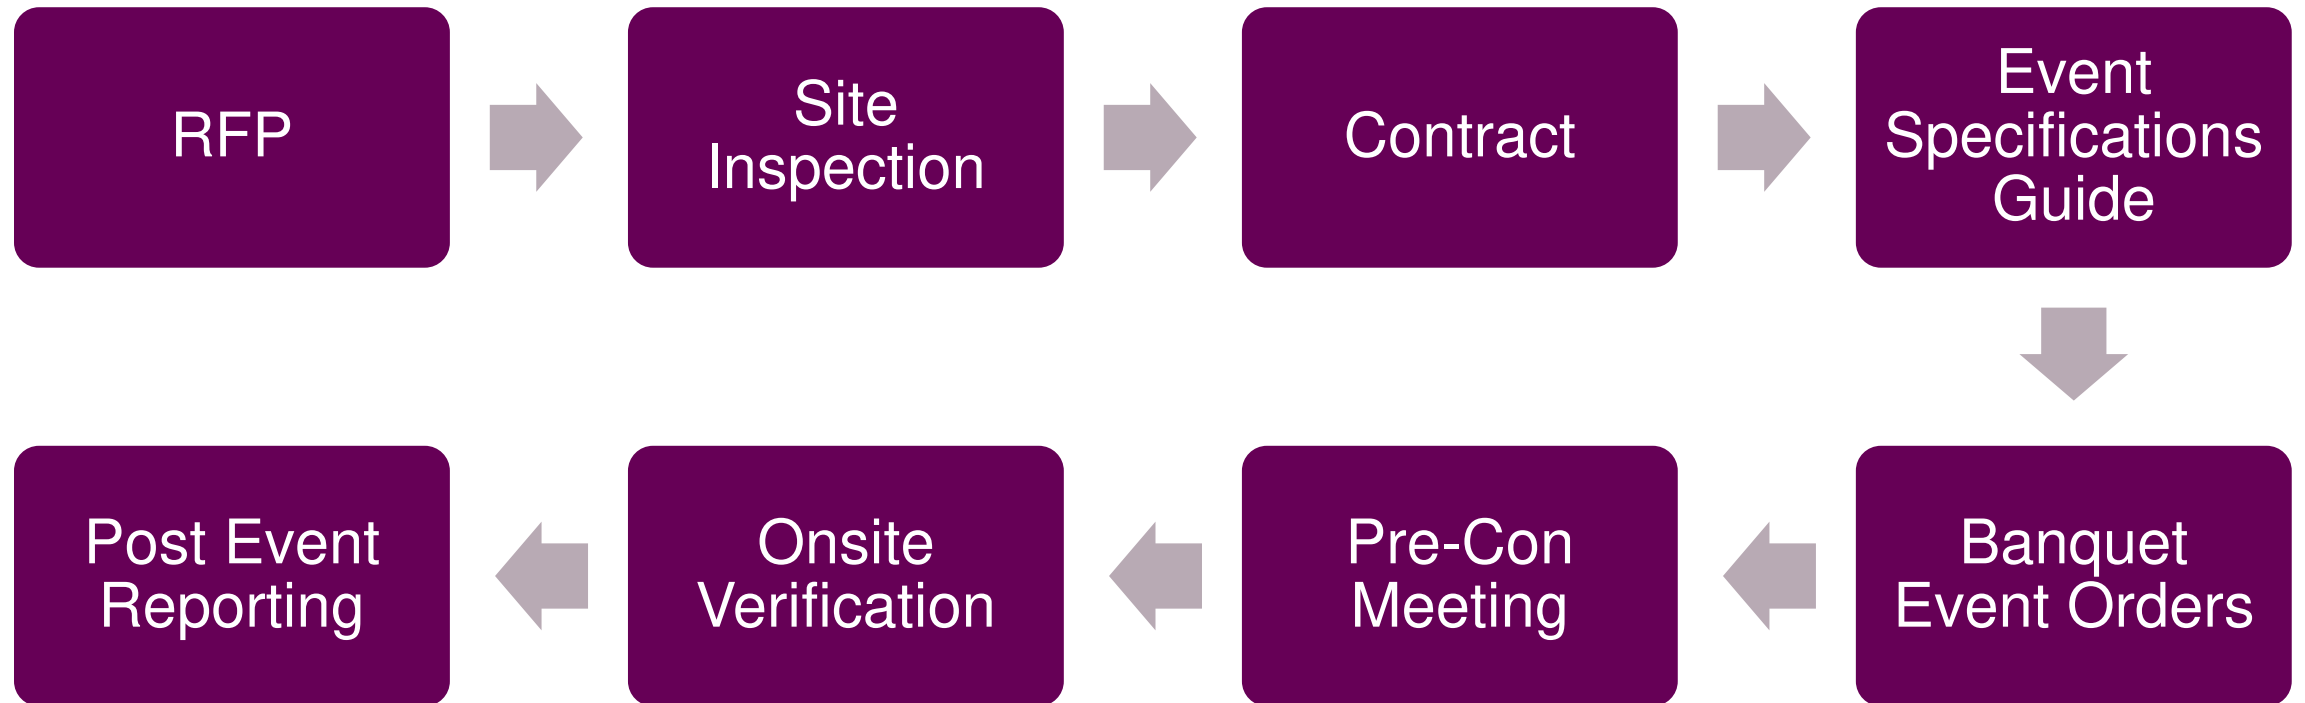 RFP
Site
Inspection
Contract
Event
Specifications
Guide
Banquet
Event Orders
Pre-Con
Meeting
Onsite
Verification
Post Event
Reporting